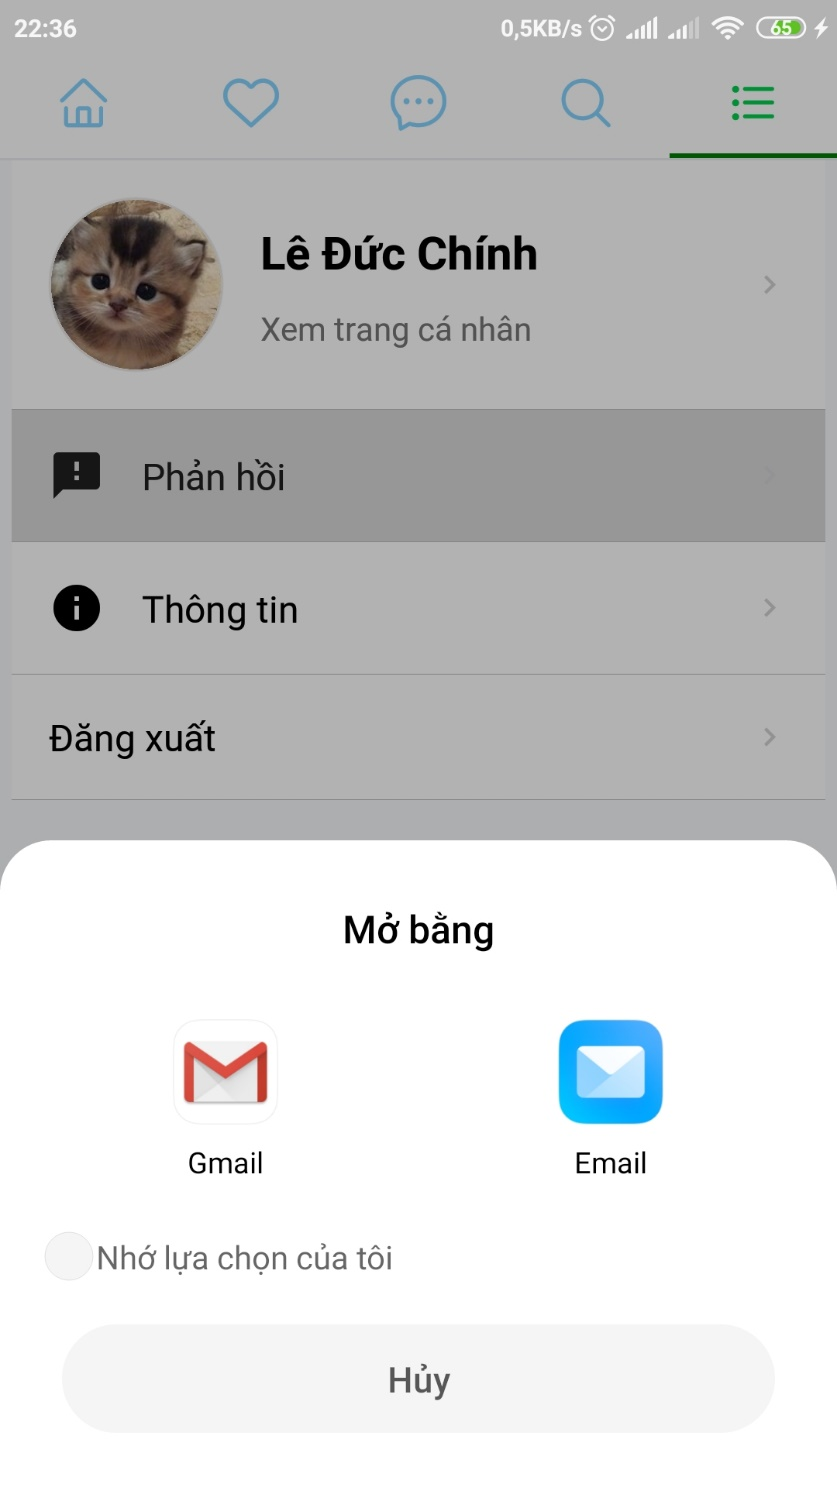 22:36 0,5KB/s 65
Lê Đức Chính
Xem trang cá nhân
Phản hồi
Thông tin
Đăng xuất
Mở bằng
Gmail Email
Nhớ lựa chọn của tôi
Hủy